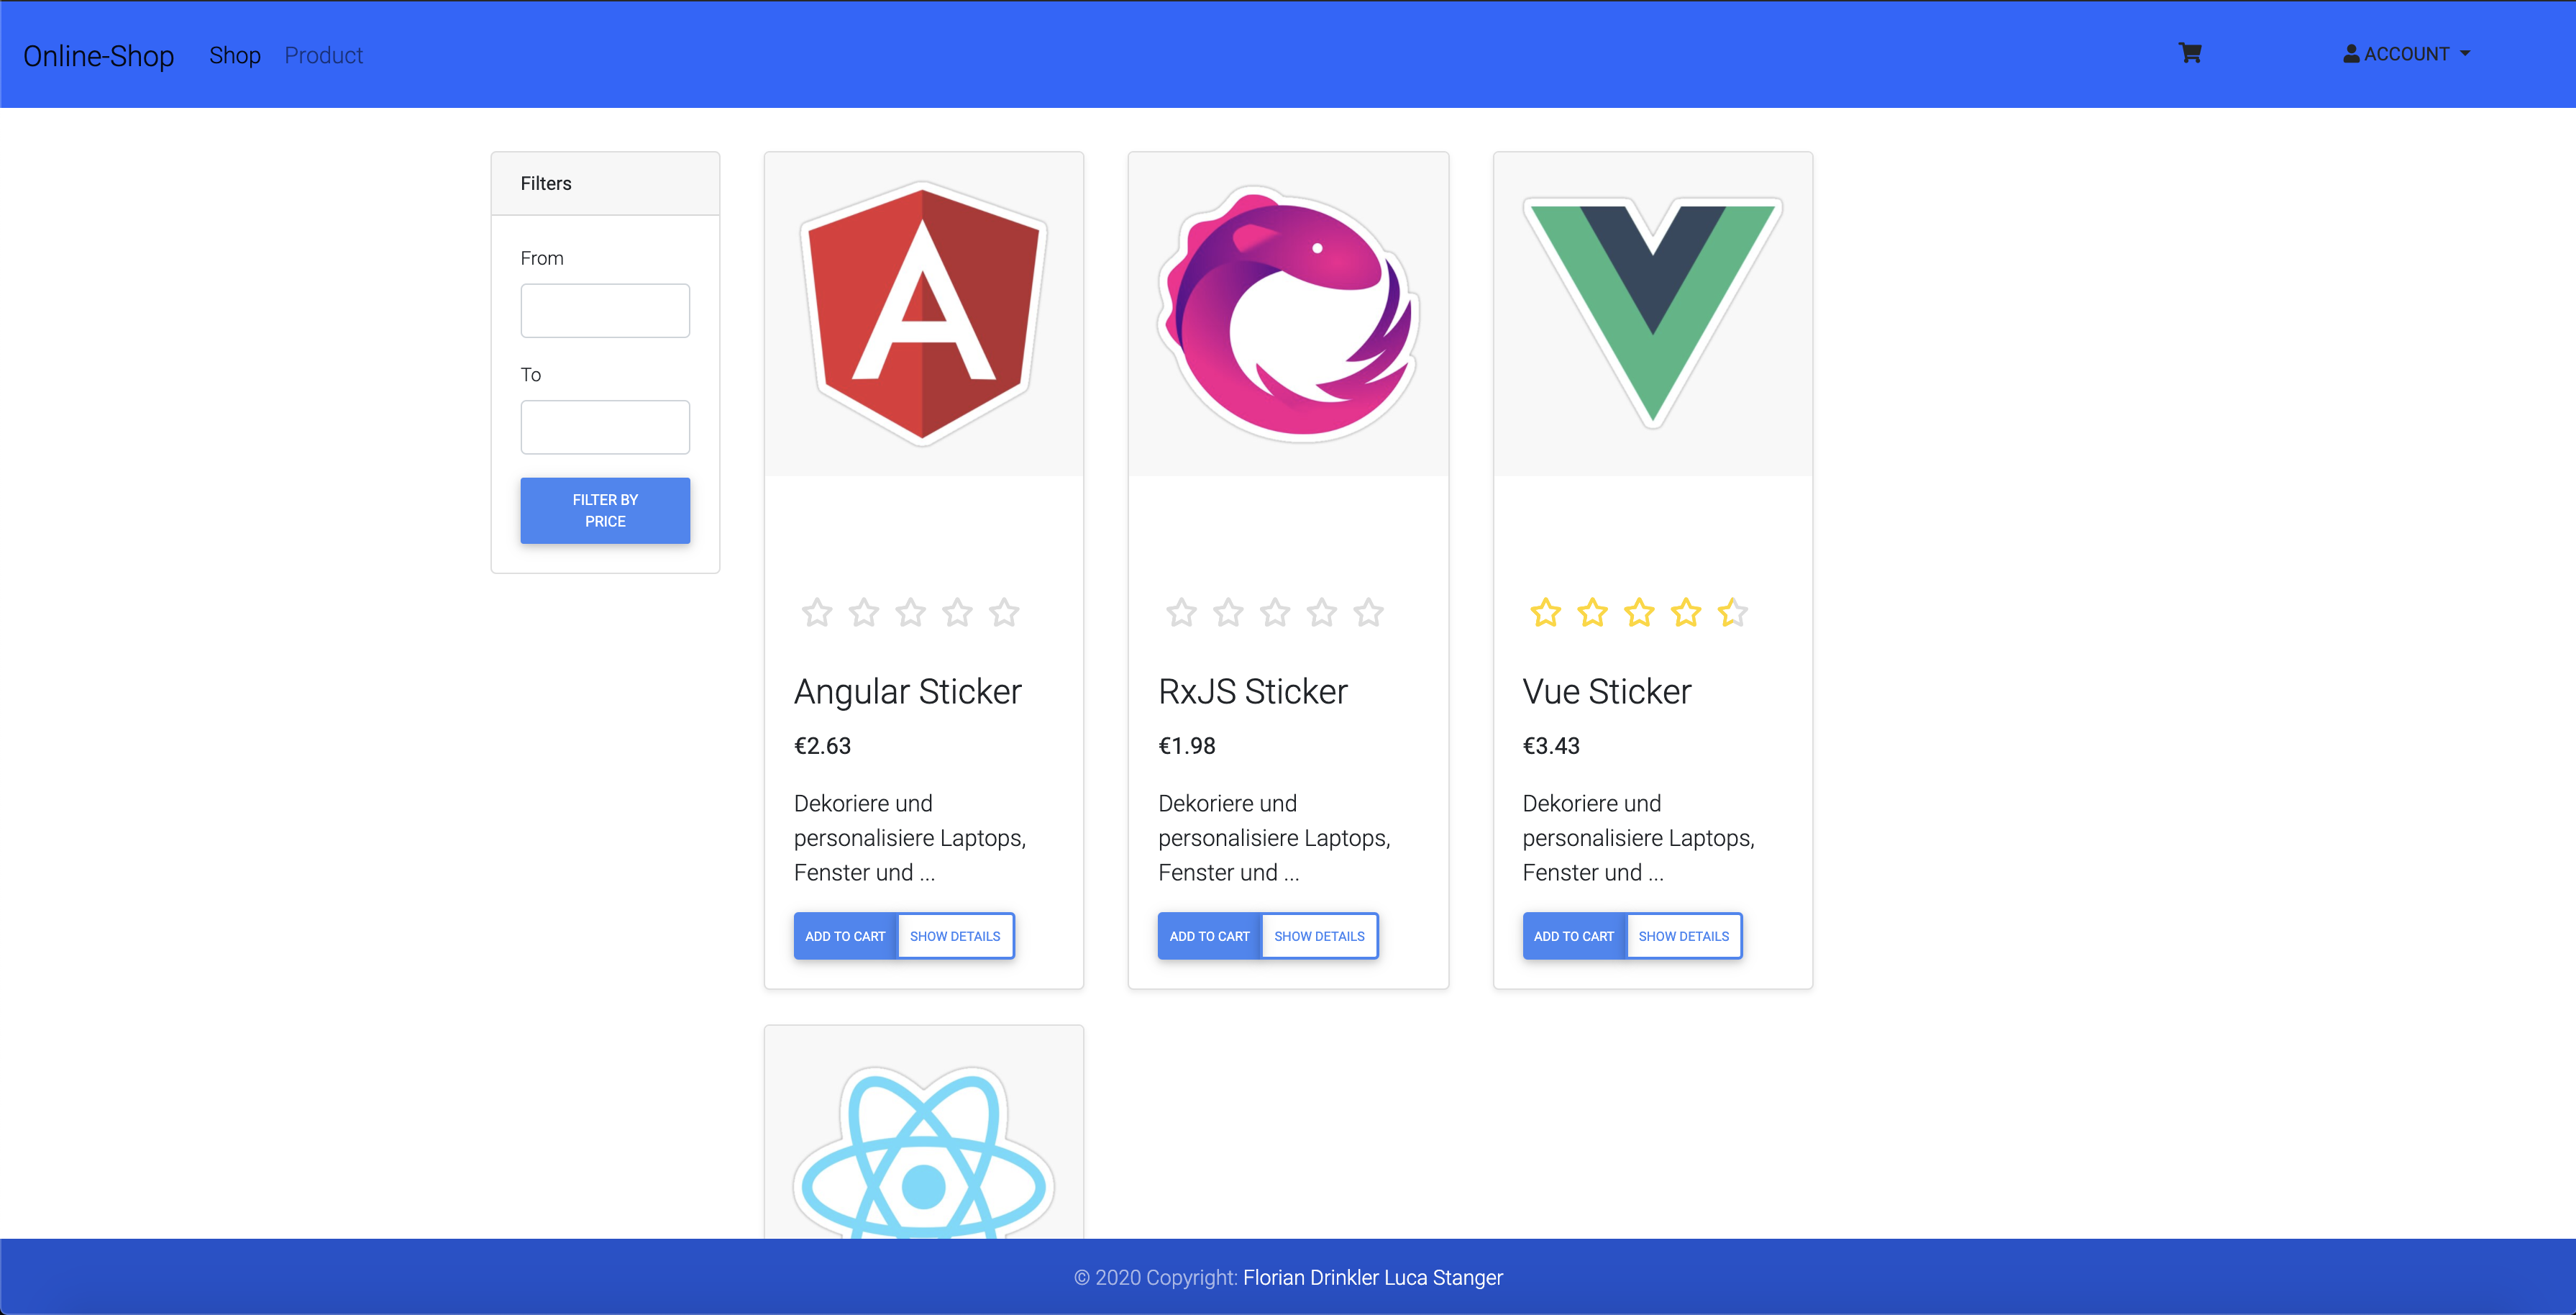 Online-Shop Shop Product ACCOUNT
Filters
From
To
FILTER BY
PRICE
Angular Sticker
€2.63
Dekoriere und
personalisiere Laptops,
Fenster und ...
ADD TO CART SHOW DETAILS
RxJS Sticker
€1.98
Dekoriere und
personalisiere Laptops,
Fenster und ...
ADD TO CART SHOW DETAILS
Vue Sticker
€3.43
Dekoriere und
personalisiere Laptops,
Fenster und ...
ADD TO CART SHOW DETAILS
© 2020 Copyright: Florian Drinkler Luca Stanger